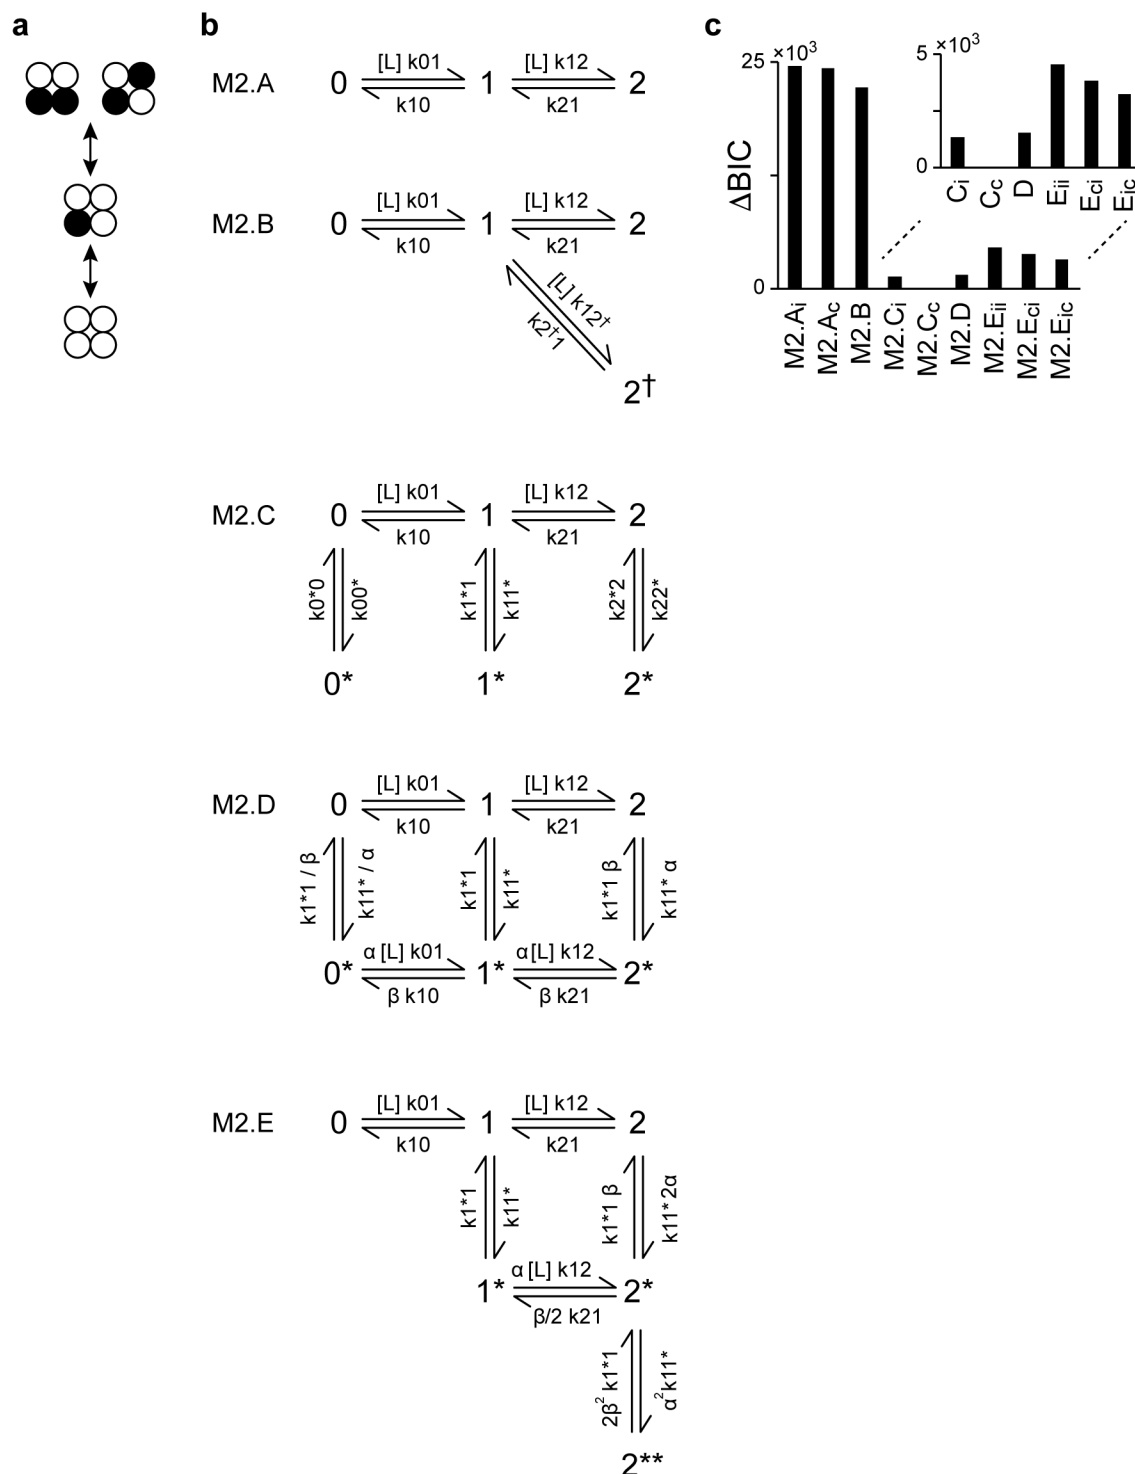 a
b
c
M2.A
0
[L] k01
k10
1
[L] k12
k21
2
M2.B
0
[L] k01
k10
1
[L] k12
k21
2
[L] k12†
k2†1
2†
M2.C
0
[L] k01
k10
1
[L] k12
k21
2
k0*0
k00*
k1*1
k11*
k2*2
k22*
0*
1*
2*
M2.D
0
[L] k01
k10
1
[L] k12
k21
2
k1*1 / β
k11* / α
k1*1
k11*
k1*1 β
k11* α
0*
α [L] k01
β k10
1*
α [L] k12
β k21
2*
M2.E
0
[L] k01
k10
1
[L] k12
k21
2
k1*1
k11*
k1*1 β
k11* 2α
1*
α [L] k12
β/2 k21
2*
2β² k1*1
α² k11*
2**
25
×10³
ΔBIC
0
M2.Ai
M2.Ac
M2.B
M2.Ci
M2.Cc
M2.D
M2.Eii
M2.Eci
M2.Eic
5
×10³
0
Ci
Cc
D
Eii
Eci
Eic